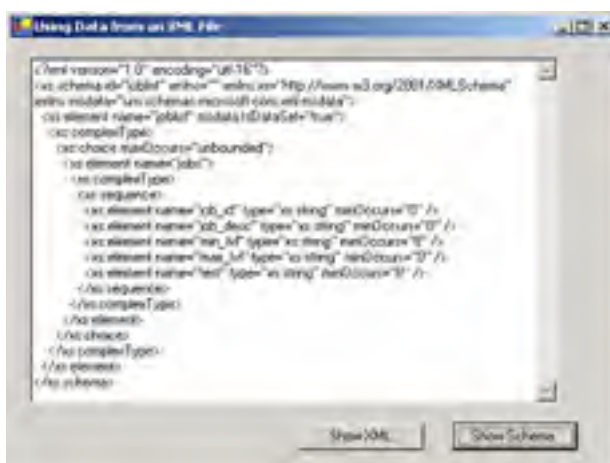 Using Data from an XML File
<?xml version="1.0" encoding="utf-16"?>
<xs:schema id="joblist" xmlns="" xmlns:xs="http://www.w3.org/2001/XMLSchema"
xmlns:msdata="urn:schemas-microsoft-com:xml-msdata">
<xs:element name="joblist" msdata:IsDataSet="true">
<xs:complexType>
<xs:choice maxOccurs="unbounded">
<xs:element name="jobs">
<xs:complexType>
<xs:sequence>
<xs:element name="job_id" type="xs:string" minOccurs="0" />
<xs:element name="job_desc" type="xs:string" minOccurs="0" />
<xs:element name="min_lvl" type="xs:string" minOccurs="0" />
<xs:element name="max_lvl" type="xs:string" minOccurs="0" />
<xs:element name="test" type="xs:string" minOccurs="0" />
</xs:sequence>
</xs:complexType>
</xs:element>
</xs:choice>
</xs:complexType>
</xs:element>
</xs:schema>
Show XML
Show Schema